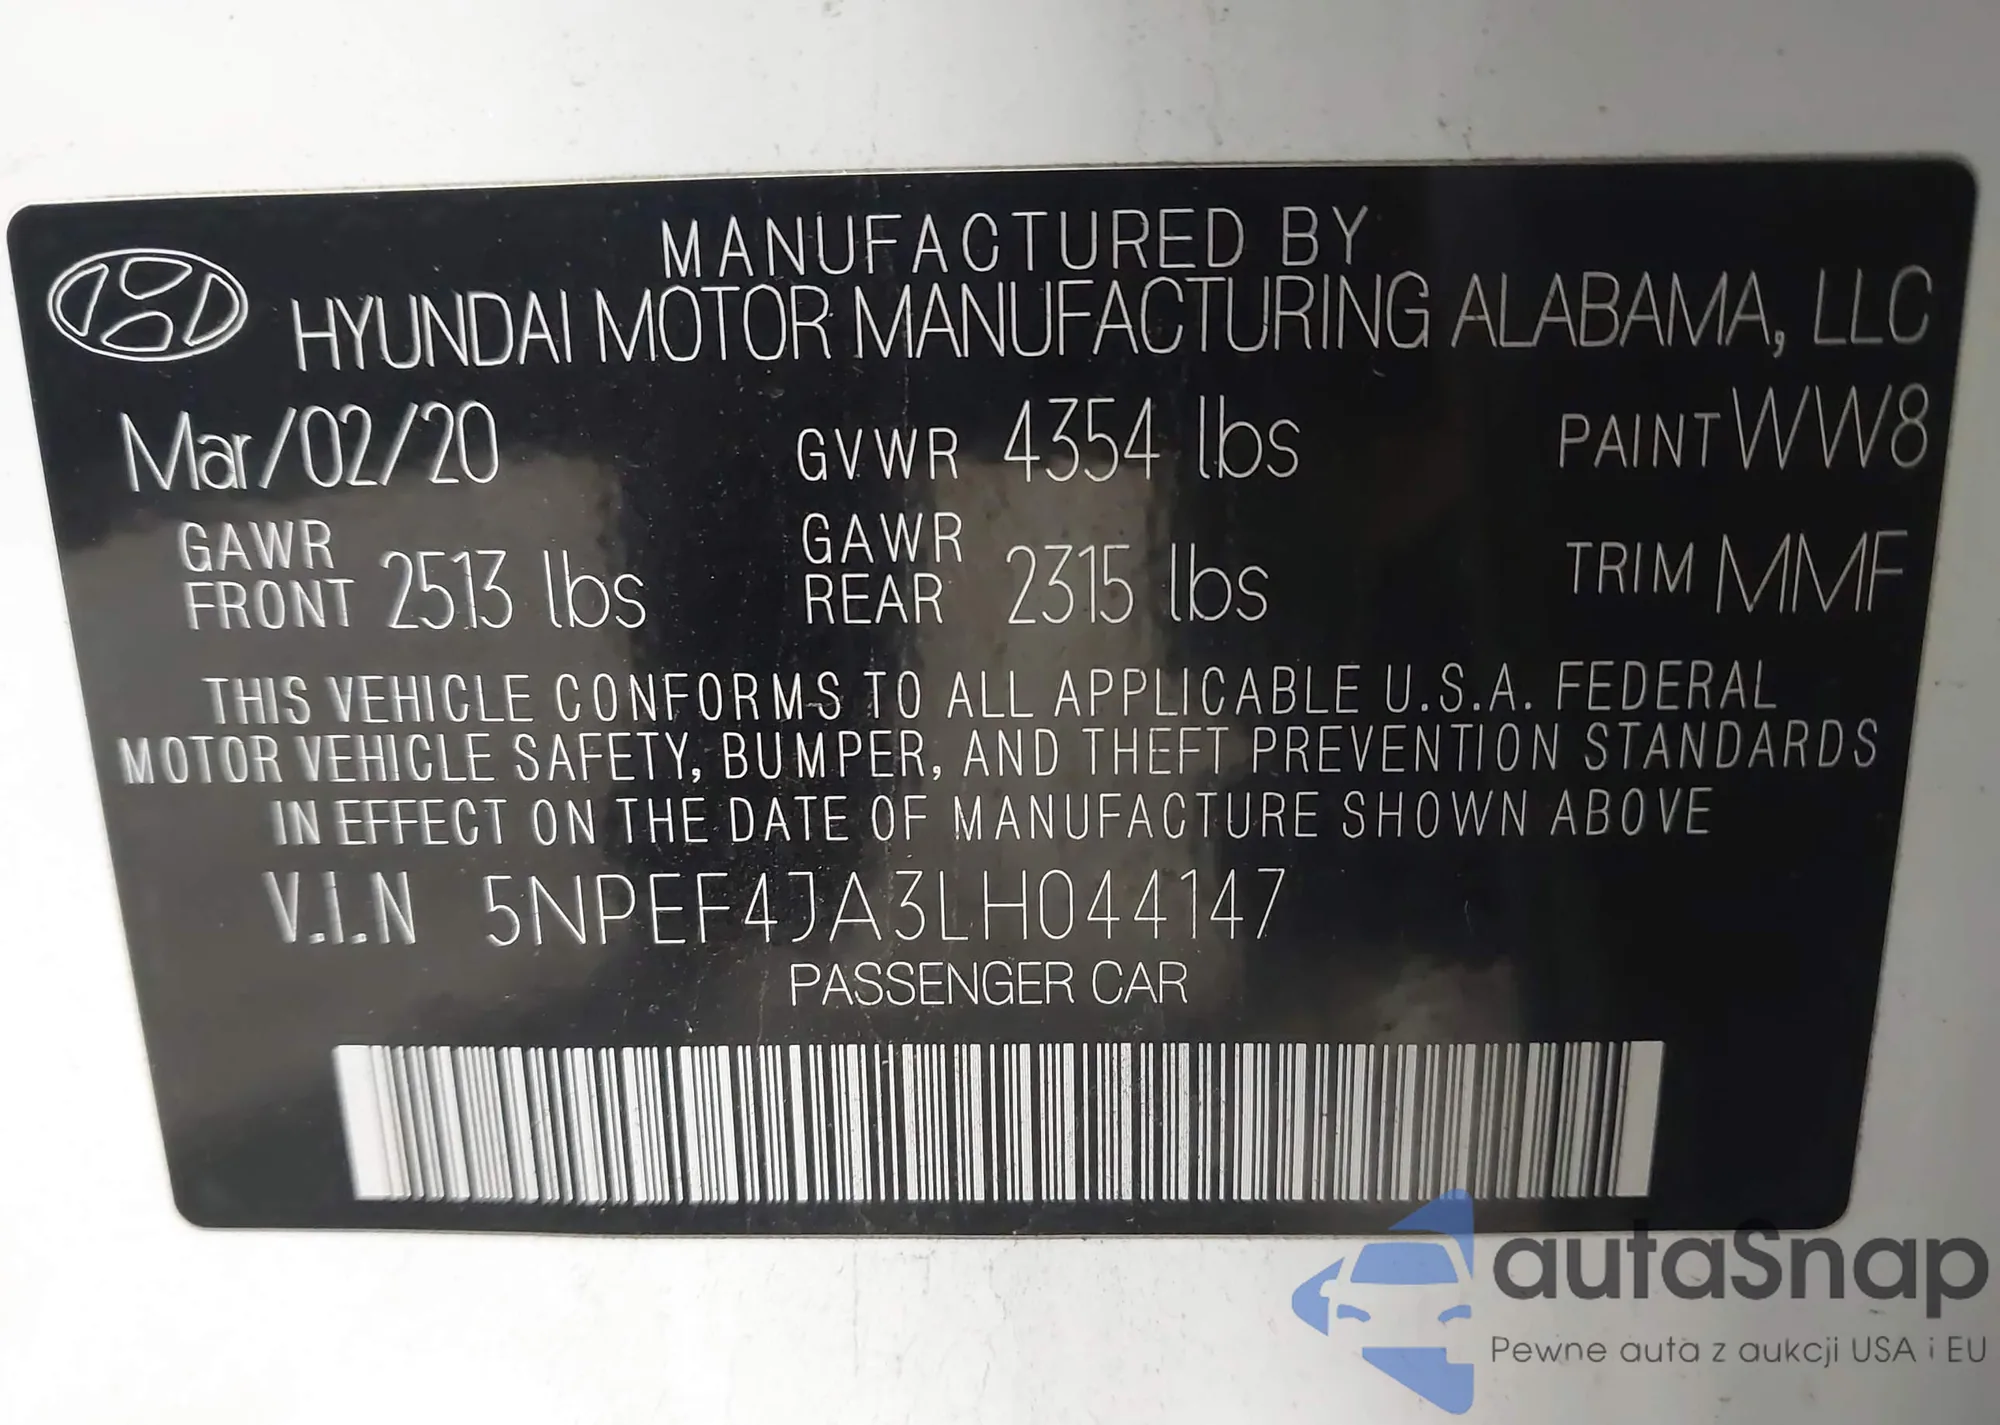 MANUFACTURED BY
HYUNDAI MOTOR MANUFACTURING ALABAMA, LLC
Mar/02/20 GVWR 4354 lbs PAINT WW8
GAWR FRONT 2513 lbs GAWR REAR 2315 lbs TRIM MMF
THIS VEHICLE CONFORMS TO ALL APPLICABLE U.S.A. FEDERAL
MOTOR VEHICLE SAFETY, BUMPER, AND THEFT PREVENTION STANDARDS
IN EFFECT ON THE DATE OF MANUFACTURE SHOWN ABOVE
V.I.N 5NPEF4JA3LH044147
PASSENGER CAR
autaSnap
Pewne auta z aukcji USA i EU